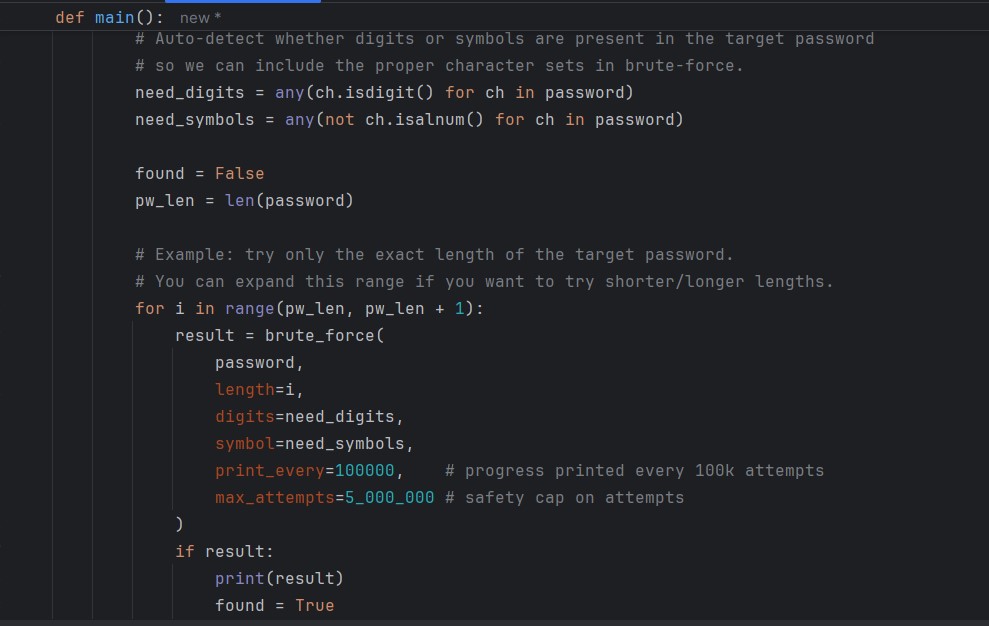 def main():   new *
# Auto-detect whether digits or symbols are present in the target password
# so we can include the proper character sets in brute-force.
need_digits = any(ch.isdigit() for ch in password)
need_symbols = any(not ch.isalnum() for ch in password)
found = False
pw_len = len(password)
# Example: try only the exact length of the target password.
# You can expand this range if you want to try shorter/longer lengths.
for i in range(pw_len, pw_len + 1):
result = brute_force(
password,
length=i,
digits=need_digits,
symbol=need_symbols,
print_every=100000,    # progress printed every 100k attempts
max_attempts=5_000_000 # safety cap on attempts
)
if result:
print(result)
found = True